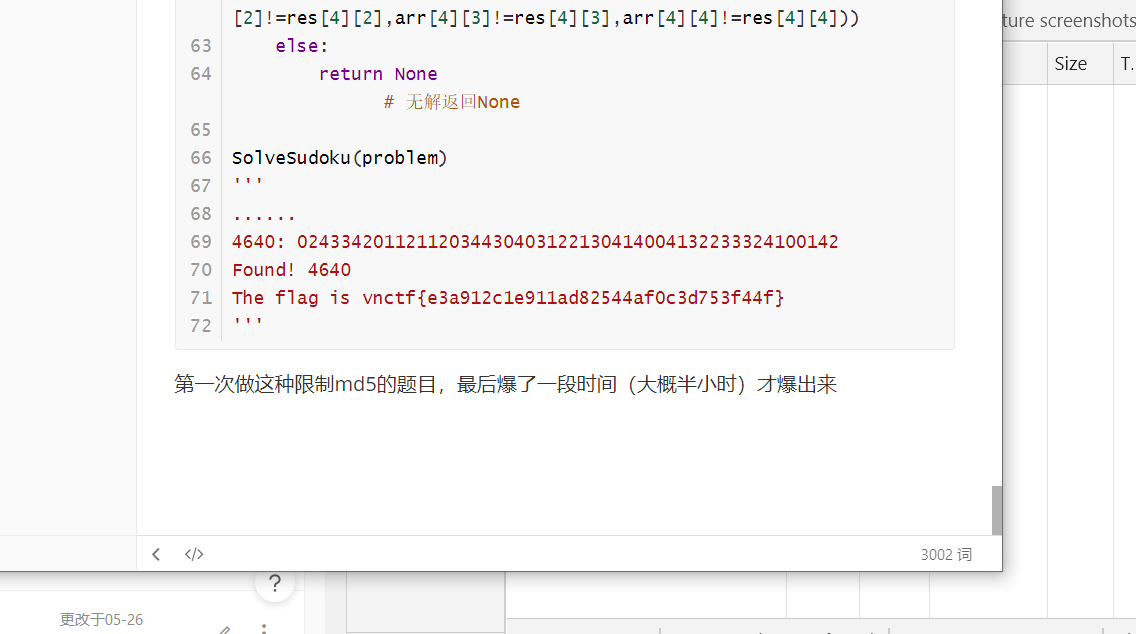 [2]!=res[4][2],arr[4][3]!=res[4][3],arr[4][4]!=res[4][4]))
ture screenshots
63 else:
Size
T.
64 return None
# 无解返回None
65
66 SolveSudoku(problem)
67 '''
68 ......
69 4640: 02433420112112034430403122130414004132233324100142
70 Found! 4640
71 The flag is vnctf{e3a912c1e911ad82544af0c3d753f44f}
72 '''
第一次做这种限制md5的题目，最后爆了一段时间（大概半小时）才爆出来
3002 词
?
更改于05-26